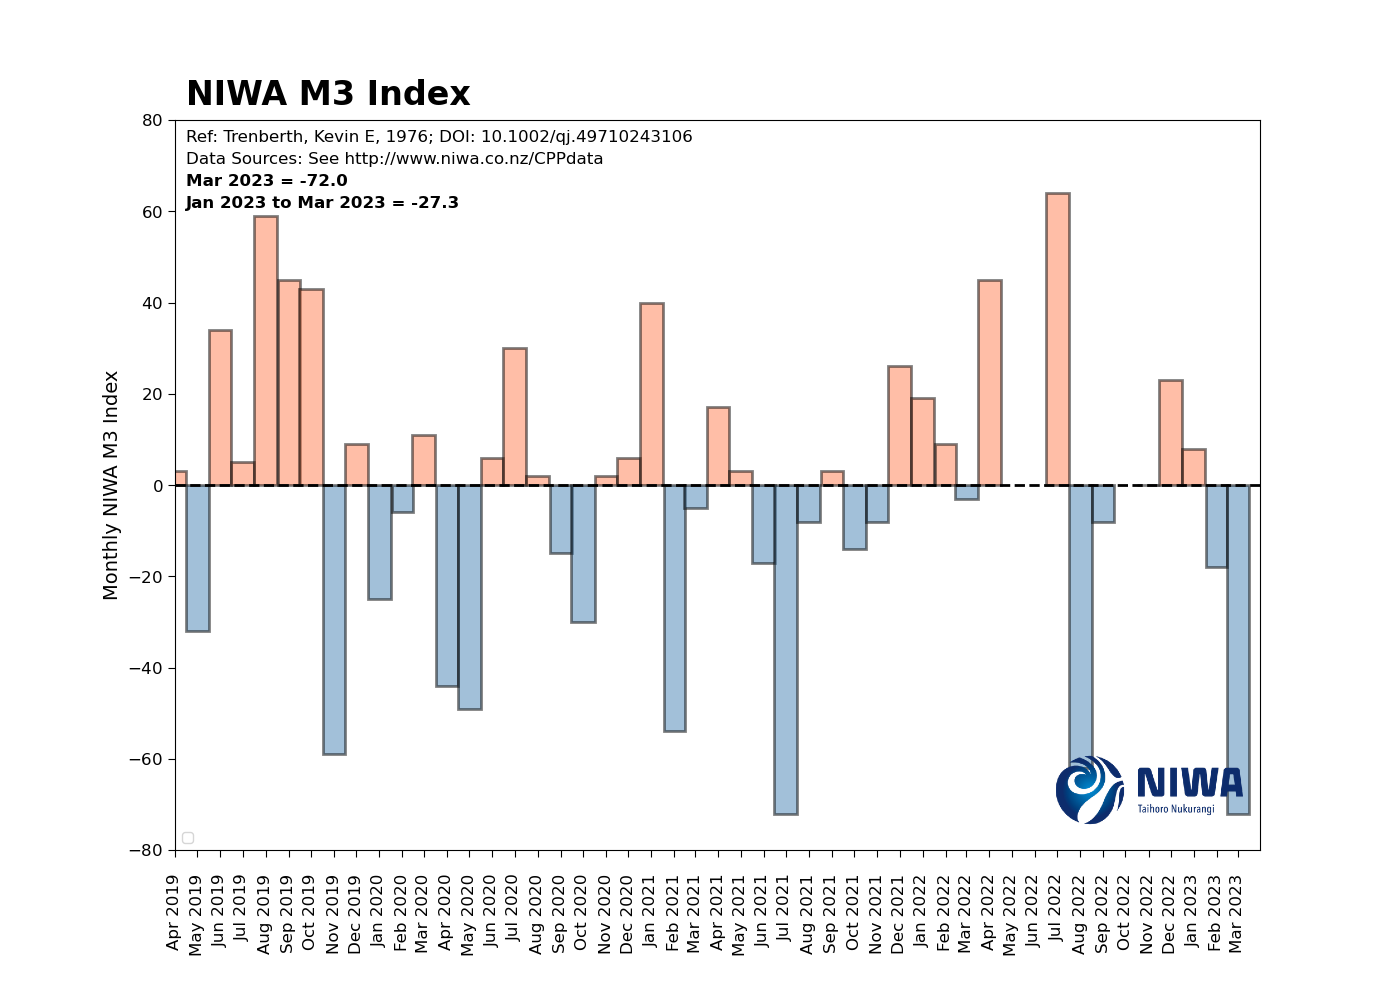 NIWA M3 Index
Ref: Trenberth, Kevin E, 1976; DOI: 10.1002/qj.49710243106
Data Sources: See http://www.niwa.co.nz/CPPdata
Mar 2023 = -72.0
Jan 2023 to Mar 2023 = -27.3
Monthly NIWA M3 Index
80
60
40
20
0
−20
−40
−60
−80
NIWA
Taihoro Nukurangi
Apr 2019
May 2019
Jun 2019
Jul 2019
Aug 2019
Sep 2019
Oct 2019
Nov 2019
Dec 2019
Jan 2020
Feb 2020
Mar 2020
Apr 2020
May 2020
Jun 2020
Jul 2020
Aug 2020
Sep 2020
Oct 2020
Nov 2020
Dec 2020
Jan 2021
Feb 2021
Mar 2021
Apr 2021
May 2021
Jun 2021
Jul 2021
Aug 2021
Sep 2021
Oct 2021
Nov 2021
Dec 2021
Jan 2022
Feb 2022
Mar 2022
Apr 2022
May 2022
Jun 2022
Jul 2022
Aug 2022
Sep 2022
Oct 2022
Nov 2022
Dec 2022
Jan 2023
Feb 2023
Mar 2023